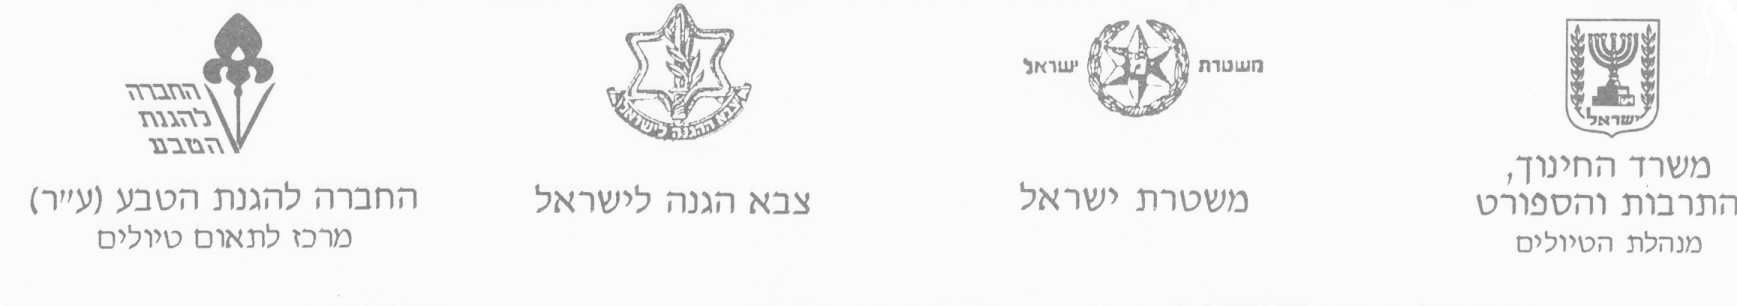 ישראל
משרד החינוך,
התרבות והספורט
מנהלת הטיולים
משטרת ישראל
משטרת ישראל
צבא ההגנה לישראל
צבא הגנה לישראל
החברה
להגנת
הטבע
החברה להגנת הטבע (ע״ר)
מרכז לתאום טיולים